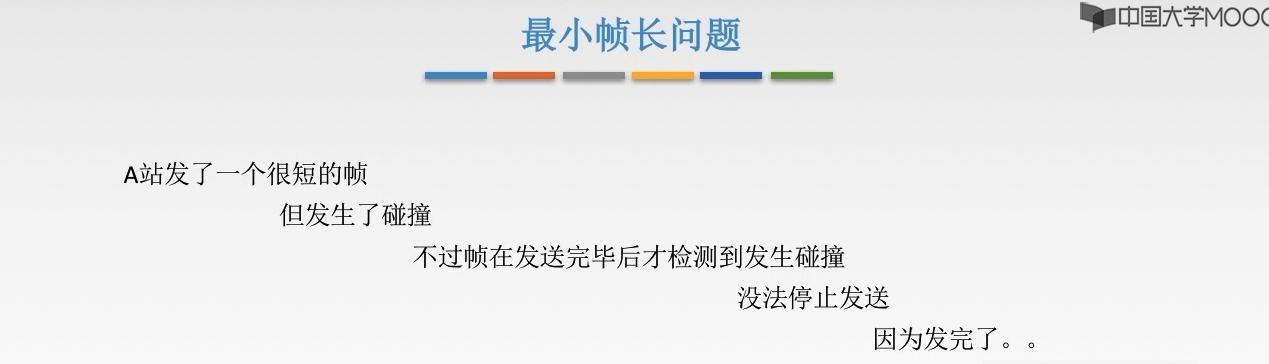 最小帧长问题
中国大学MOOC
A站发了一个很短的帧
但发生了碰撞
不过帧在发送完毕后才检测到发生碰撞
没法停止发送
因为发完了。。